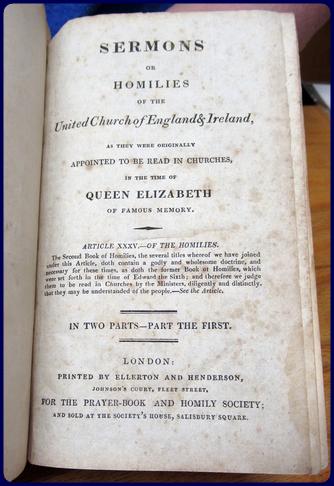 SERMONS
OR
HOMILIES
OF THE
United Church of England & Ireland,
AS THEY WERE ORIGINALLY
APPOINTED TO BE READ IN CHURCHES,
IN THE TIME OF
QUEEN ELIZABETH
OF FAMOUS MEMORY.
ARTICLE XXXV.—OF THE HOMILIES.
The Second Book of Homilies, the several titles whereof we have joined
under this Article, doth contain a godly and wholesome doctrine, and
necessary for these times, as doth the former Book of Homilies, which
were set forth in the time of Edward the Sixth; and therefore we judge
them to be read in Churches by the Ministers, diligently and distinctly,
that they may be understood of the people.—See the Article.
IN TWO PARTS—PART THE FIRST.
LONDON:
PRINTED BY ELLERTON AND HENDERSON,
JOHNSON'S COURT, FLEET STREET,
FOR THE PRAYER-BOOK AND HOMILY SOCIETY;
AND SOLD AT THE SOCIETY'S HOUSE, SALISBURY SQUARE.